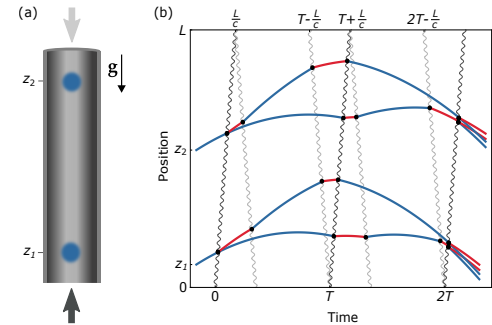 (a)
g
z₂
z₁
(b)
L/c
T-L/c
T+L/c
2T-L/c
L
Position
z₂
z₁
0
0
T
2T
Time